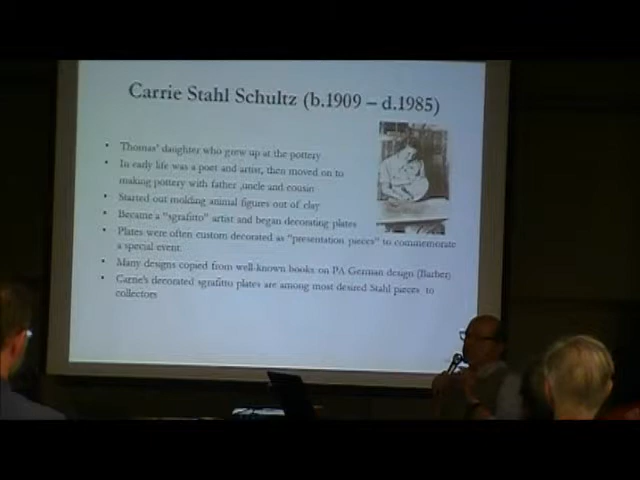 Carrie Stahl Schultz (b.1909 – d.1985)
• Thomas' daughter who grew up at the pottery
• In early life was a poet and artist, then moved on to
making pottery with father ,uncle and cousin
• Started out molding animal figures out of clay
• Became a "sgrafitto" artist and began decorating plates
• Plates were often custom decorated as "presentation pieces" to commemorate
a special event.
• Many designs copied from well-known books on PA German design (Barber)
• Carrie's decorated sgrafitto plates are among most desired Stahl pieces to
collectors